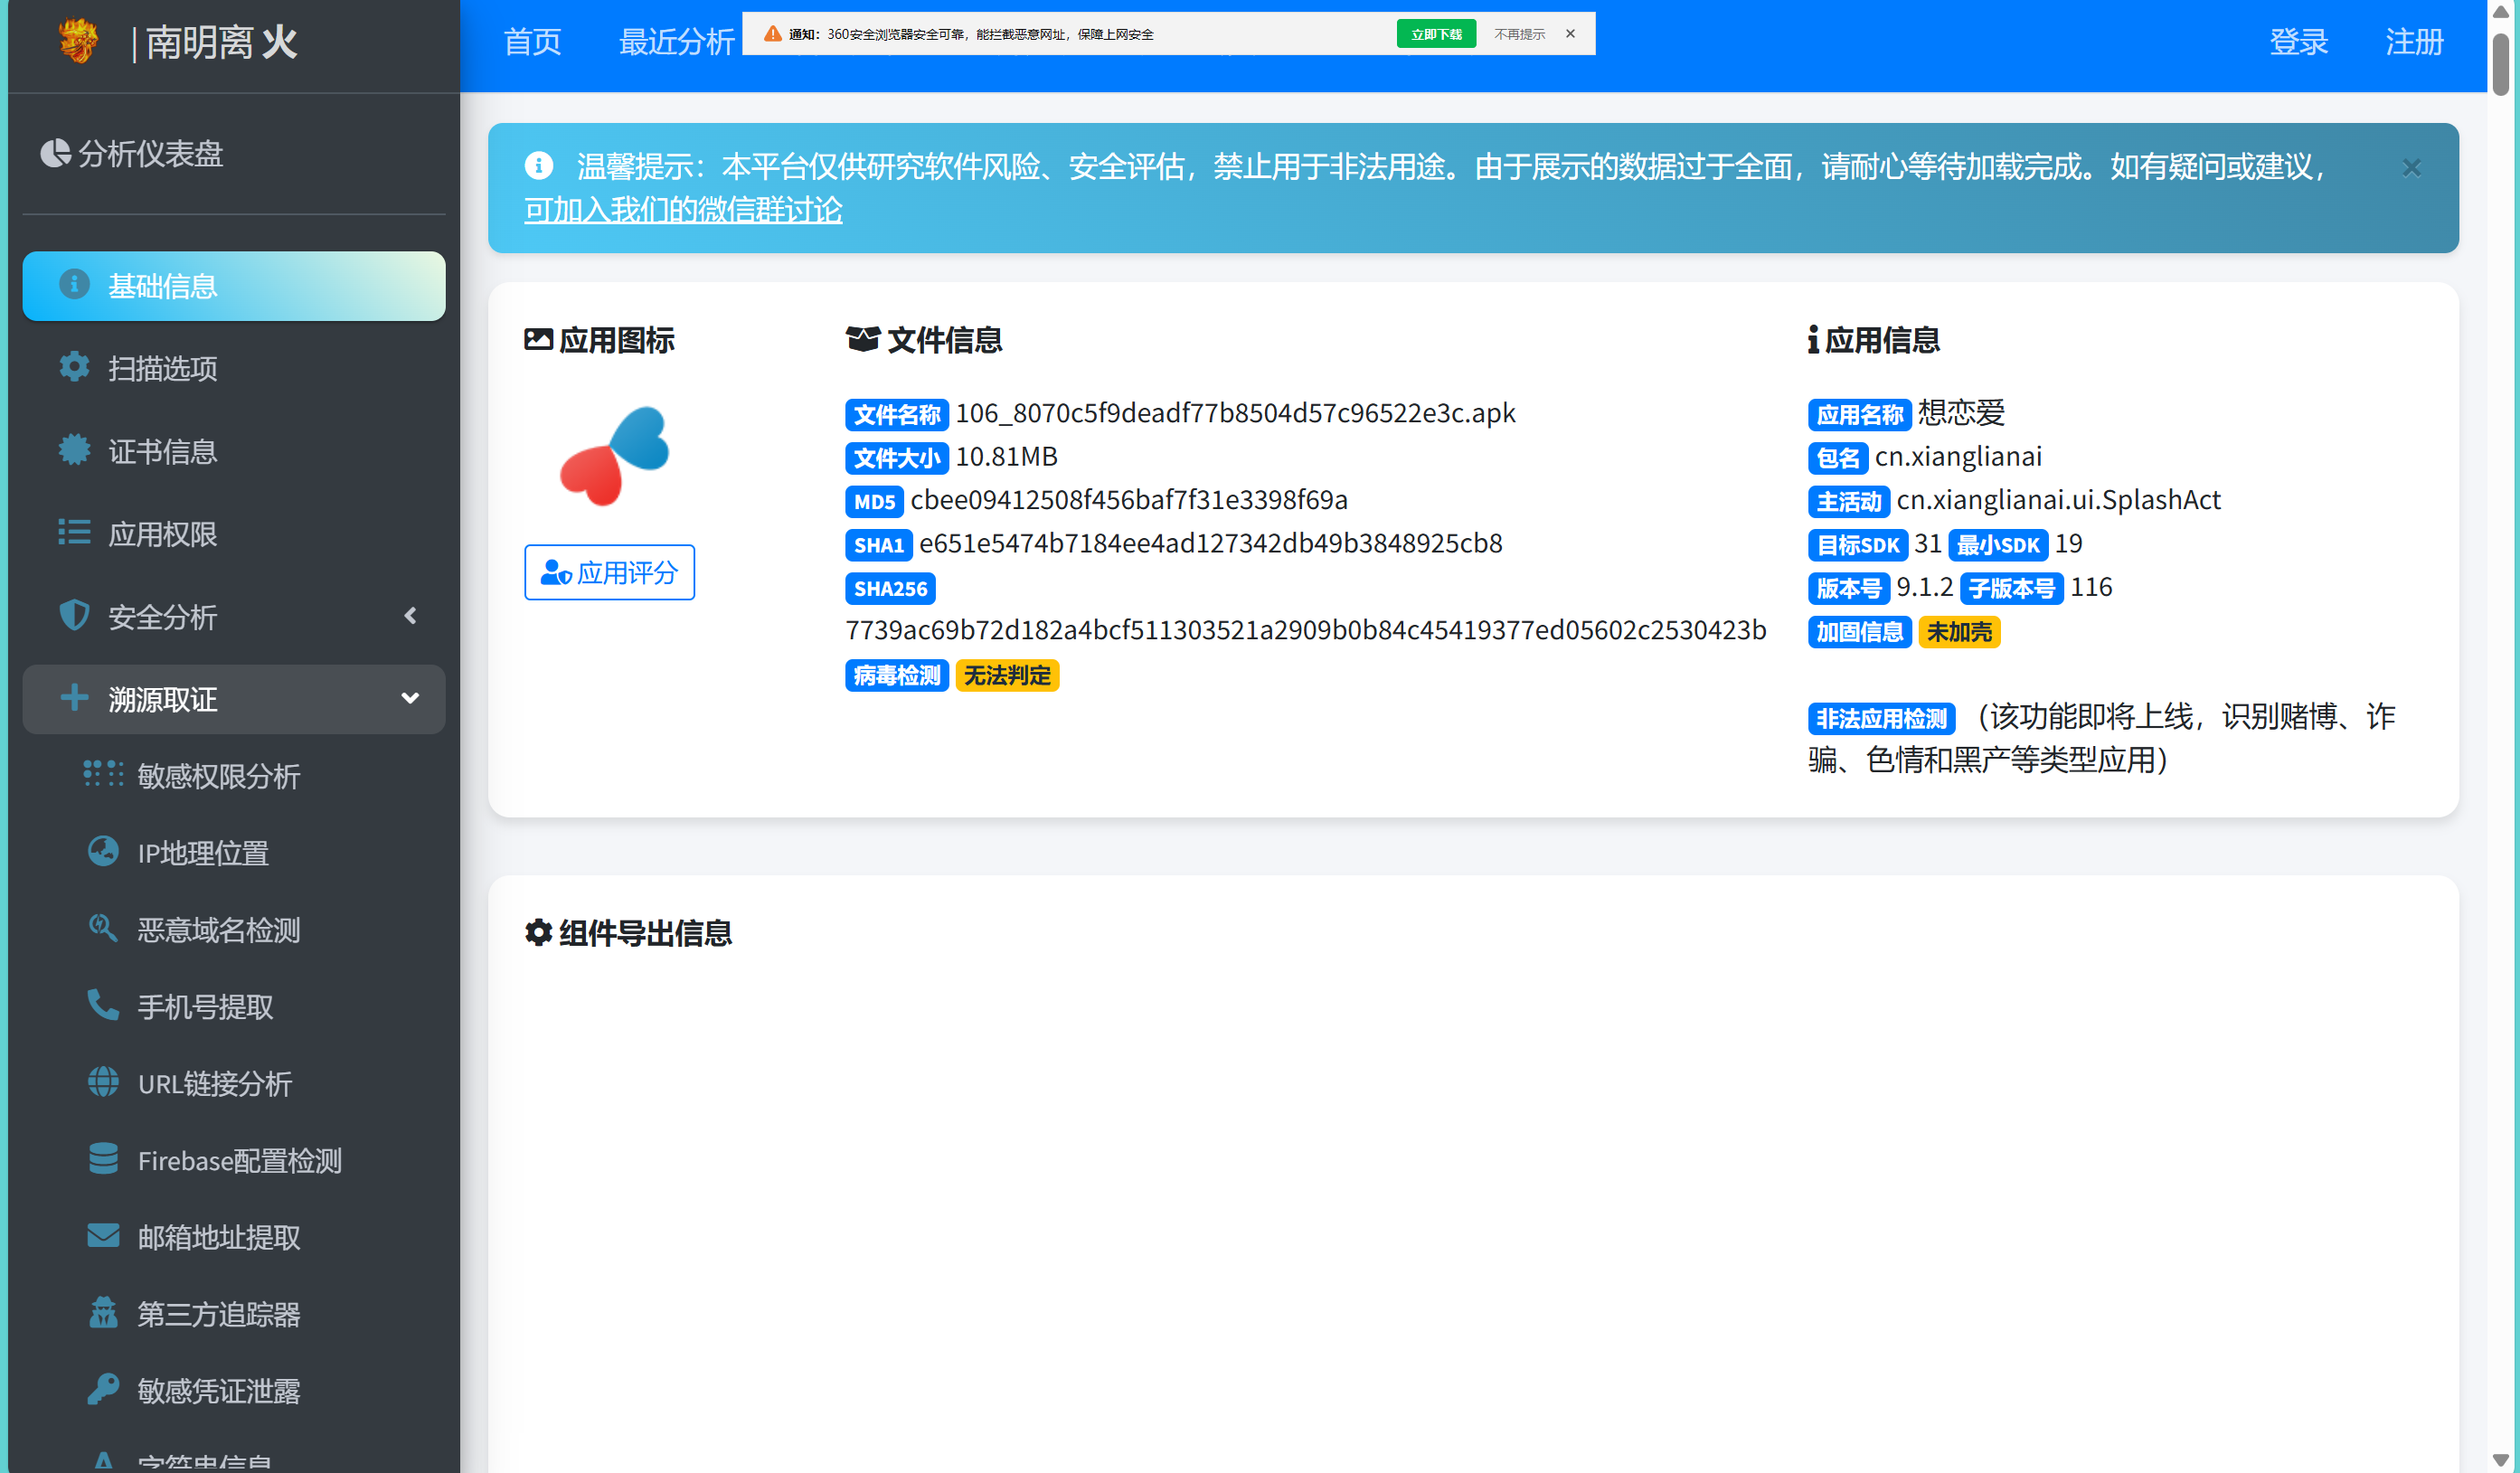 | 南明离 火
首页
最近分析
通知：360安全浏览器安全可靠，能拦截恶意网址，保障上网安全
立即下载
不再提示
登录
注册
分析仪表盘
基础信息
扫描选项
证书信息
应用权限
安全分析
溯源取证
敏感权限分析
IP地理位置
恶意域名检测
手机号提取
URL链接分析
Firebase配置检测
邮箱地址提取
第三方追踪器
敏感凭证泄露
字符串信息
温馨提示：本平台仅供研究软件风险、安全评估，禁止用于非法用途。由于展示的数据过于全面，请耐心等待加载完成。如有疑问或建议，
可加入我们的微信群讨论
应用图标
应用评分
文件信息
文件名称 106_8070c5f9deadf77b8504d57c96522e3c.apk
文件大小 10.81MB
MD5 cbee09412508f456baf7f31e3398f69a
SHA1 e651e5474b7184ee4ad127342db49b3848925cb8
SHA256
7739ac69b72d182a4bcf511303521a2909b0b84c45419377ed05602c2530423b
病毒检测 无法判定
应用信息
应用名称 想恋爱
包名 cn.xianglianai
主活动 cn.xianglianai.ui.SplashAct
目标SDK 31 最小SDK 19
版本号 9.1.2 子版本号 116
加固信息 未加壳
非法应用检测 （该功能即将上线，识别赌博、诈
骗、色情和黑产等类型应用）
组件导出信息